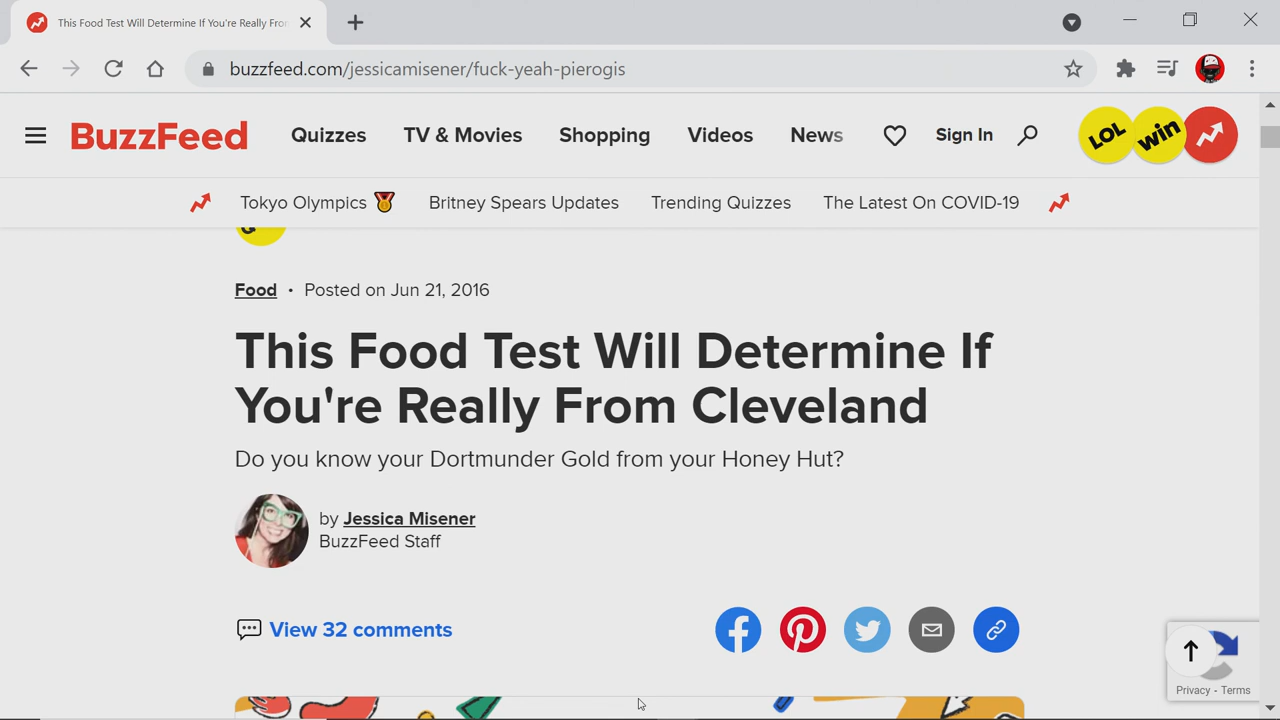 This Food Test Will Determine If You're Really Fro
buzzfeed.com/jessicamisener/fuck-yeah-pierogis
BuzzFeed Quizzes TV & Movies Shopping Videos News Sign In LOL win
Tokyo Olympics Britney Spears Updates Trending Quizzes The Latest On COVID-19
Food • Posted on Jun 21, 2016
This Food Test Will Determine If
You're Really From Cleveland
Do you know your Dortmunder Gold from your Honey Hut?
by Jessica Misener
BuzzFeed Staff
View 32 comments
Privacy - Terms